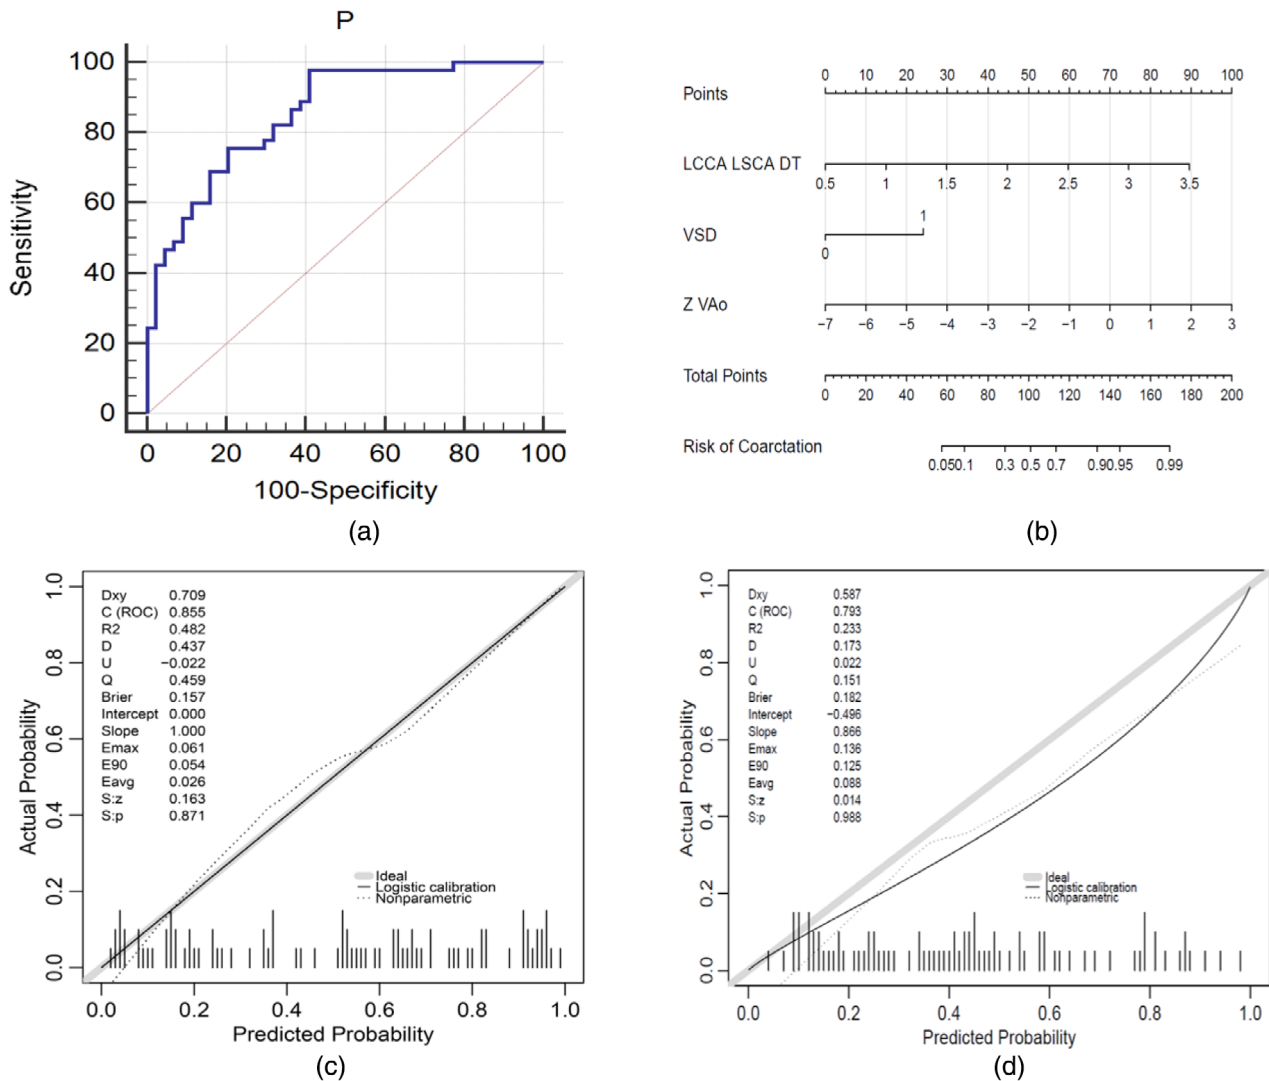 P
100
80
60
40
20
0
Sensitivity
0 20 40 60 80 100
100-Specificity
(a)
0 10 20 30 40 50 60 70 80 90 100
Points
LCCA LSCA DT
0.5 1 1.5 2 2.5 3 3.5
1
VSD
0
Z VAo
−7 −6 −5 −4 −3 −2 −1 0 1 2 3
Total Points
0 20 40 60 80 100 120 140 160 180 200
Risk of Coarctation
0.05 0.1 0.3 0.5 0.7 0.90 0.95 0.99
(b)
Dxy 0.709
C (ROC) 0.855
R2 0.482
D 0.437
U −0.022
Q 0.459
Brier 0.157
Intercept 0.000
Slope 1.000
Emax 0.061
E90 0.054
Eavg 0.026
S:z 0.163
S:p 0.871
Ideal
Logistic calibration
Nonparametric
1.0
0.8
0.6
0.4
0.2
0.0
Actual Probability
0.0 0.2 0.4 0.6 0.8 1.0
Predicted Probability
(c)
Dxy 0.587
C (ROC) 0.793
R2 0.233
D 0.173
U 0.022
Q 0.151
Brier 0.182
Intercept −0.496
Slope 0.866
Emax 0.136
E90 0.125
Eavg 0.088
S:z 0.014
S:p 0.988
Ideal
Logistic calibration
Nonparametric
1.0
0.8
0.6
0.4
0.2
0.0
Actual Probability
0.0 0.2 0.4 0.6 0.8 1.0
Predicted Probability
(d)